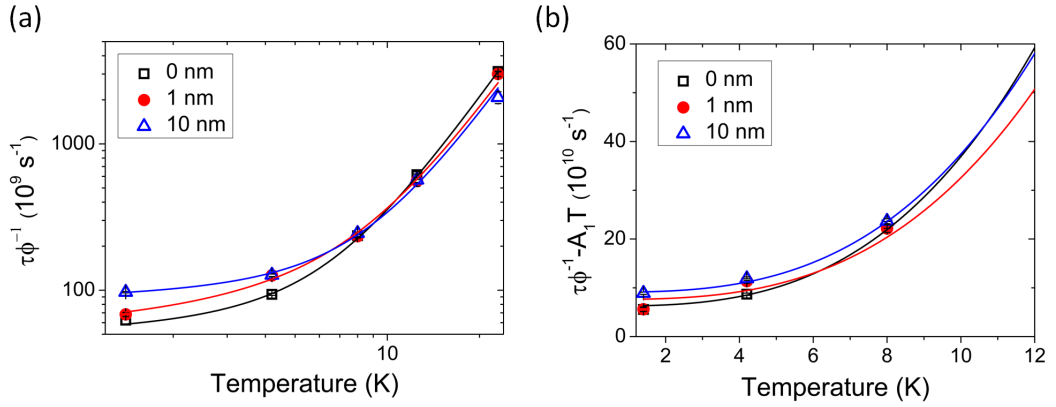 (a)
0 nm
1 nm
10 nm
1000
100
10
τϕ⁻¹ (10⁹ s⁻¹)
Temperature (K)
(b)
0 nm
1 nm
10 nm
60
40
20
0
2 4 6 8 10 12
τϕ⁻¹-A₁T (10¹⁰ s⁻¹)
Temperature (K)